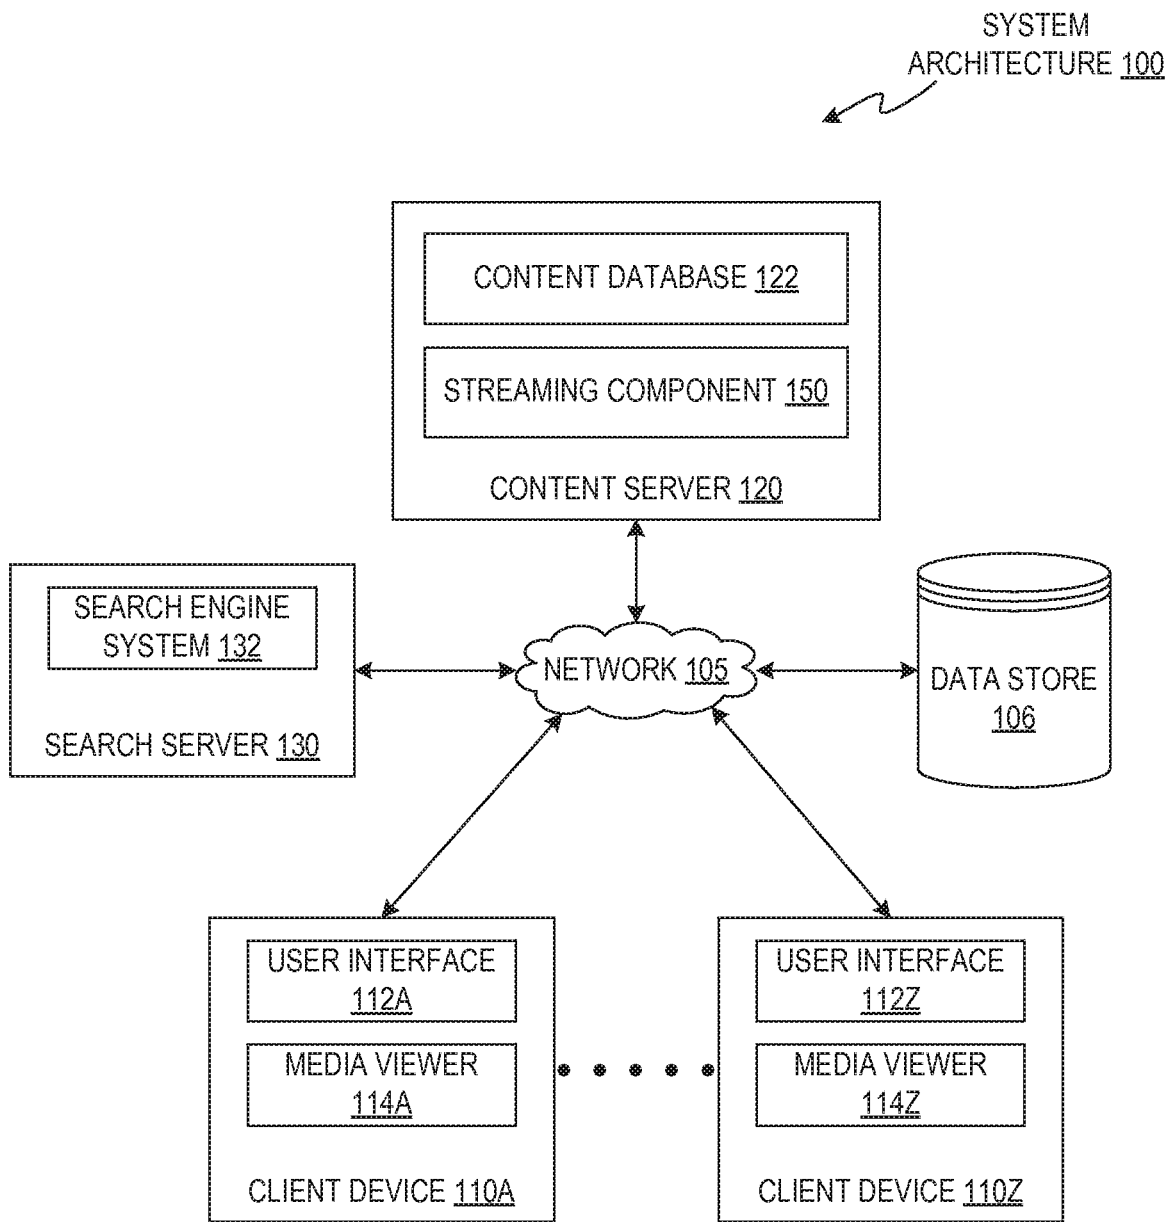 SYSTEM
ARCHITECTURE 100
CONTENT DATABASE 122
STREAMING COMPONENT 150
CONTENT SERVER 120
SEARCH ENGINE
SYSTEM 132
SEARCH SERVER 130
NETWORK 105
DATA STORE
106
USER INTERFACE
112A
MEDIA VIEWER
114A
CLIENT DEVICE 110A
USER INTERFACE
112Z
MEDIA VIEWER
114Z
CLIENT DEVICE 110Z